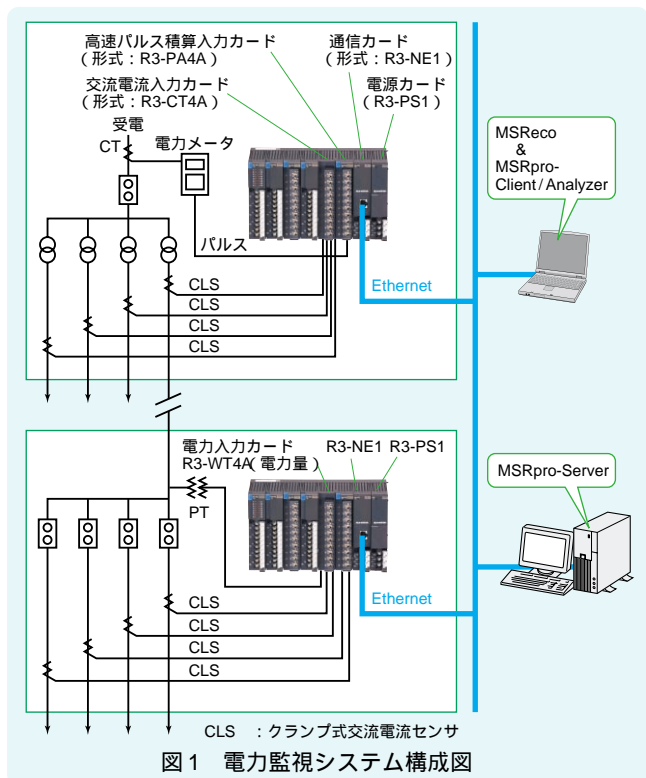 高速パルス積算入力カード
（形式：R3-PA4A）
交流電流入力カード
（形式：R3-CT4A）
通信カード
（形式：R3-NE1）
電源カード
（R3-PS1）
受電
CT
電力メータ
パルス
CLS
CLS
CLS
CLS
Ethernet
MSReco
&
MSRpro-
Client/Analyzer
電力入力カード
R3-WT4A（電力量）
R3-NE1 R3-PS1
PT
CLS
CLS
CLS
CLS
Ethernet
MSRpro-Server
CLS ：クランプ式交流電流センサ
図1 電力監視システム構成図